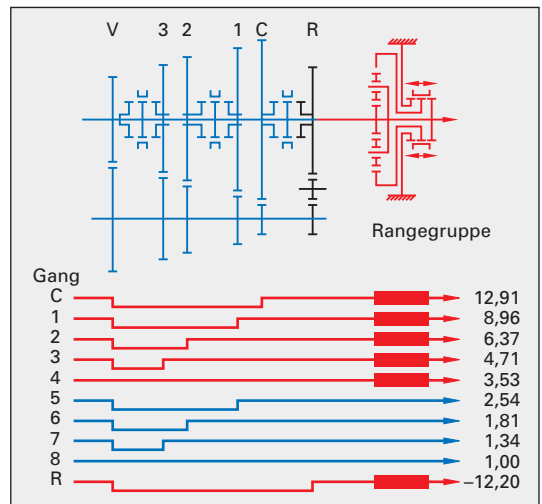 V 3 2 1 C R
Rangegruppe
Gang
C 12,91
1 8,96
2 6,37
3 4,71
4 3,53
5 2,54
6 1,81
7 1,34
8 1,00
R –12,20